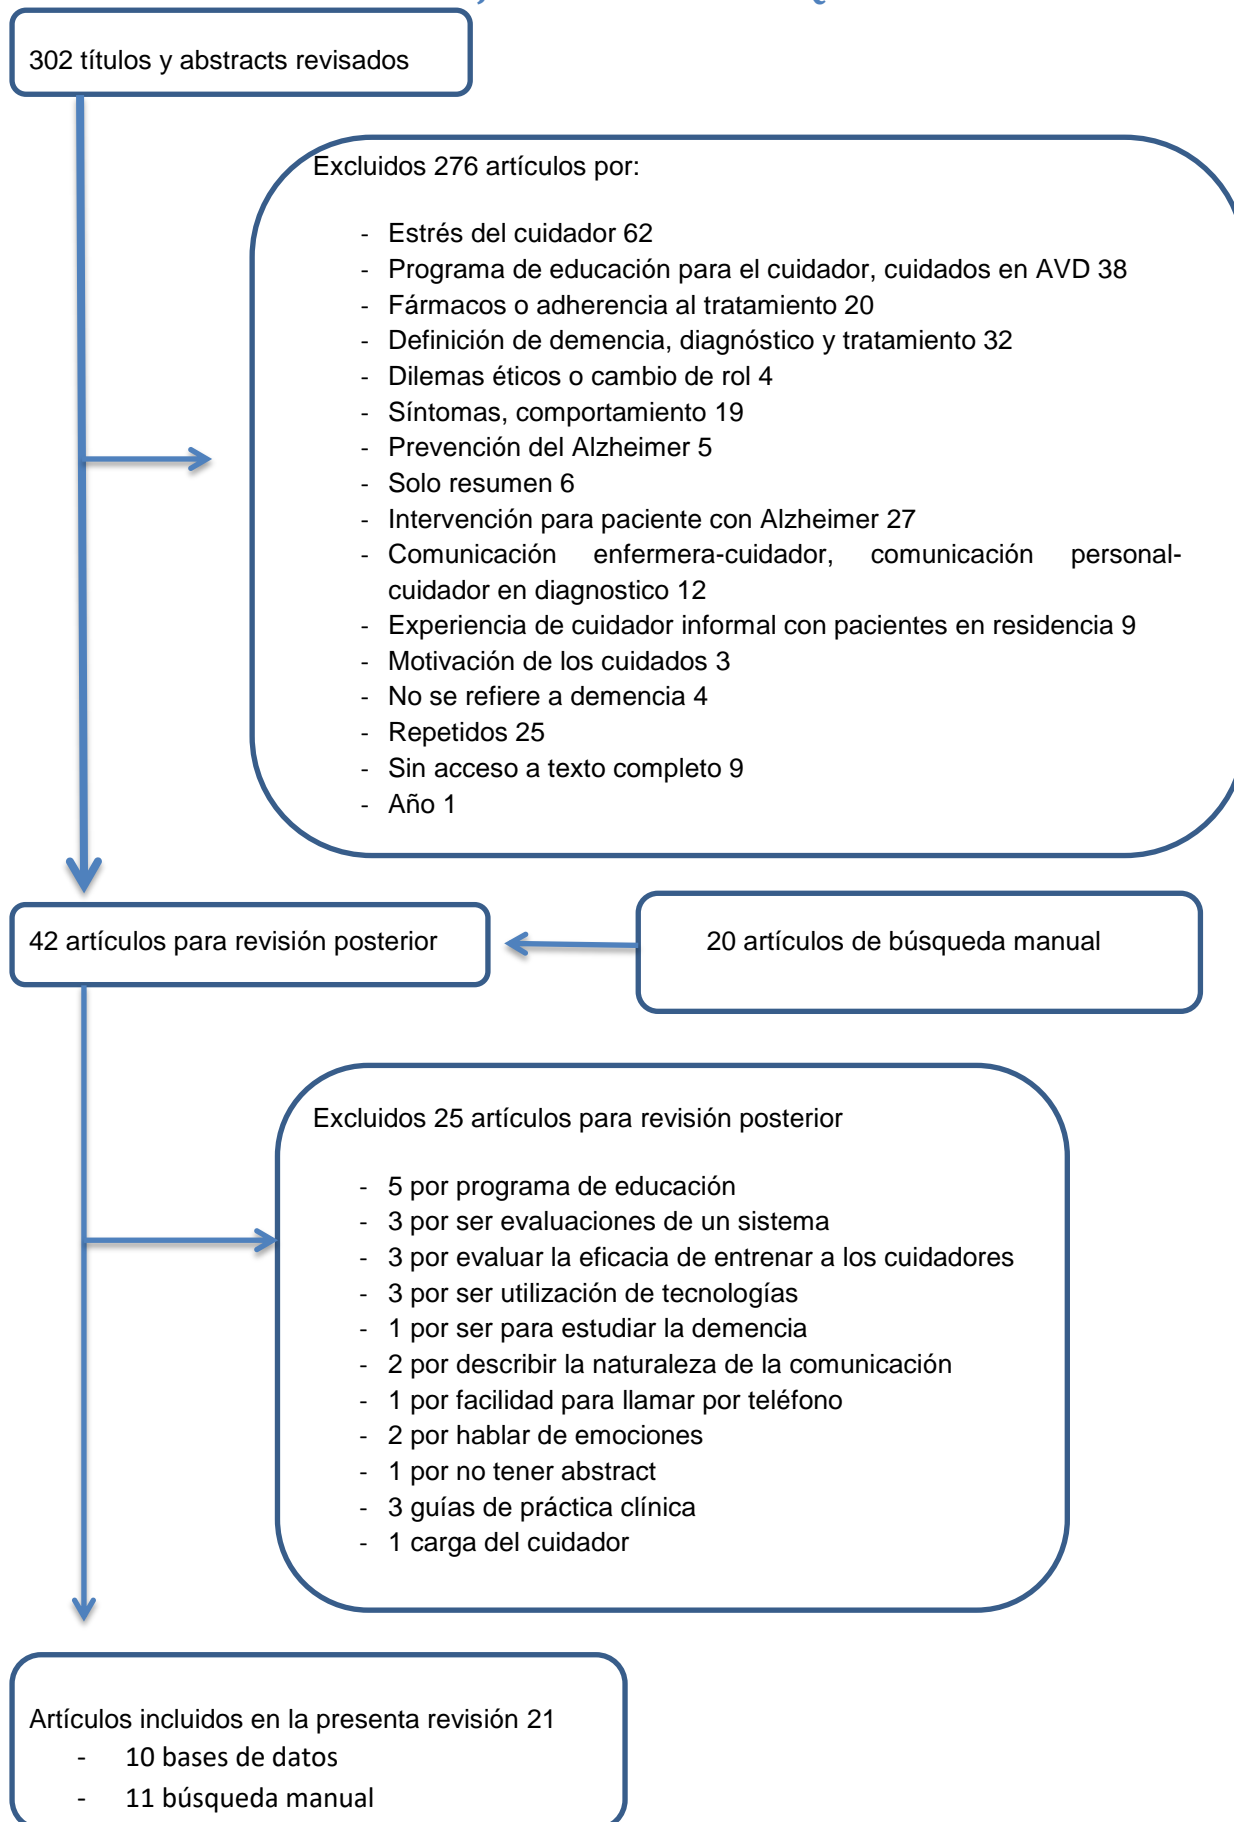 302 títulos y abstracts revisados
Excluidos 276 artículos por:
- Estrés del cuidador 62
- Programa de educación para el cuidador, cuidados en AVD 38
- Fármacos o adherencia al tratamiento 20
- Definición de demencia, diagnóstico y tratamiento 32
- Dilemas éticos o cambio de rol 4
- Síntomas, comportamiento 19
- Prevención del Alzheimer 5
- Solo resumen 6
- Intervención para paciente con Alzheimer 27
- Comunicación enfermera-cuidador, comunicación personal-
cuidador en diagnostico 12
- Experiencia de cuidador informal con pacientes en residencia 9
- Motivación de los cuidados 3
- No se refiere a demencia 4
- Repetidos 25
- Sin acceso a texto completo 9
- Año 1
42 artículos para revisión posterior
20 artículos de búsqueda manual
Excluidos 25 artículos para revisión posterior
- 5 por programa de educación
- 3 por ser evaluaciones de un sistema
- 3 por evaluar la eficacia de entrenar a los cuidadores
- 3 por ser utilización de tecnologías
- 1 por ser para estudiar la demencia
- 2 por describir la naturaleza de la comunicación
- 1 por facilidad para llamar por teléfono
- 2 por hablar de emociones
- 1 por no tener abstract
- 3 guías de práctica clínica
- 1 carga del cuidador
Artículos incluidos en la presenta revisión 21
- 10 bases de datos
- 11 búsqueda manual